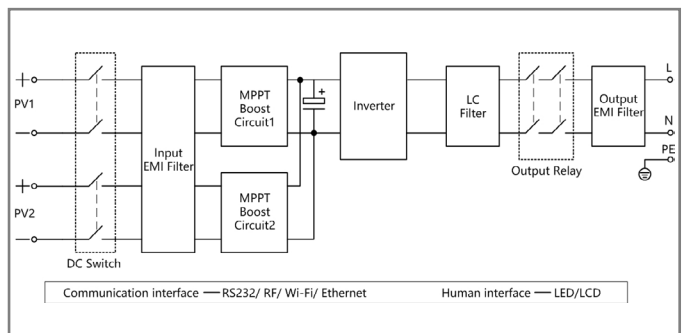 PV1
PV2
DC Switch
Input
EMI Filter
MPPT
Boost
Circuit1
MPPT
Boost
Circuit2
+
Inverter
LC
Filter
Output Relay
Output
EMI Filter
L
N
PE
Communication interface — RS232/ RF/ Wi-Fi/ Ethernet
Human interface — LED/LCD